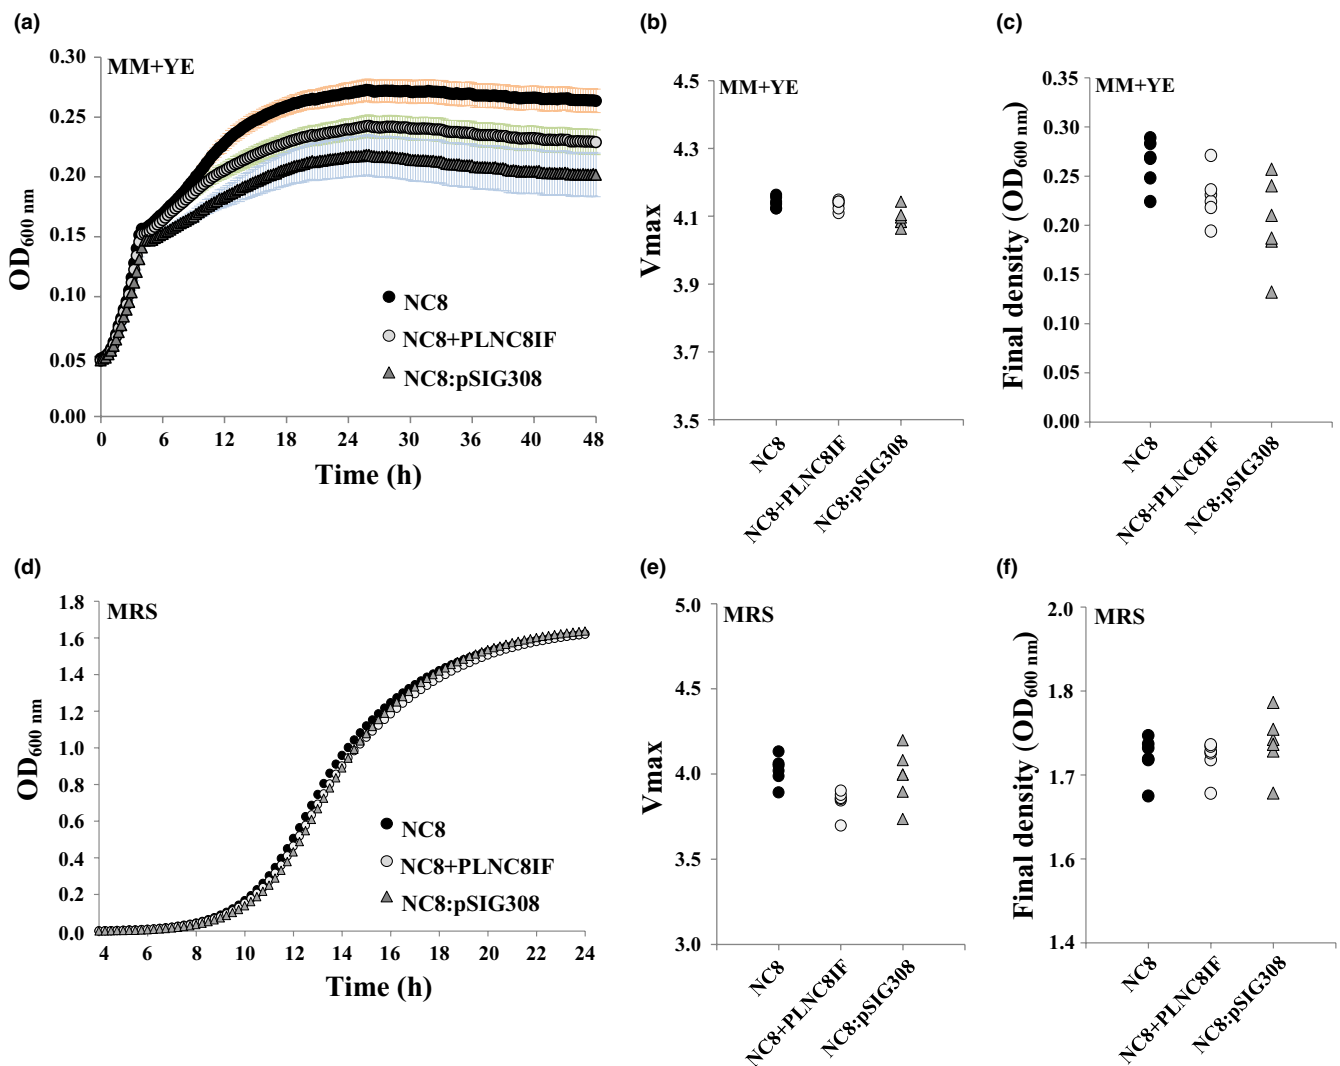 (a)
MM+YE
OD600 nm
0.30
0.25
0.20
0.15
0.10
0.05
0.00
0 6 12 18 24 30 36 40 48
Time (h)
NC8
NC8+PLNC8IF
NC8:pSIG308
(b)
MM+YE
Vmax
4.5
4.3
4.1
3.9
3.7
3.5
NC8
NC8+PLNC8IF
NC8:pSIG308
(c)
MM+YE
Final density (OD600 nm)
0.35
0.30
0.25
0.20
0.15
0.10
0.00
NC8
NC8+PLNC8IF
NC8:pSIG308
(d)
MRS
OD600 nm
1.8
1.6
1.4
1.2
1.0
0.8
0.6
0.4
0.2
0.0
4 6 8 10 12 14 16 18 20 22 24
Time (h)
NC8
NC8+PLNC8IF
NC8:pSIG308
(e)
MRS
Vmax
5.0
4.5
4.0
3.5
3.0
NC8
NC8+PLNC8IF
NC8:pSIG308
(f)
MRS
Final density (OD600 nm)
2.0
1.8
1.7
1.6
1.4
NC8
NC8+PLNC8IF
NC8:pSIG308